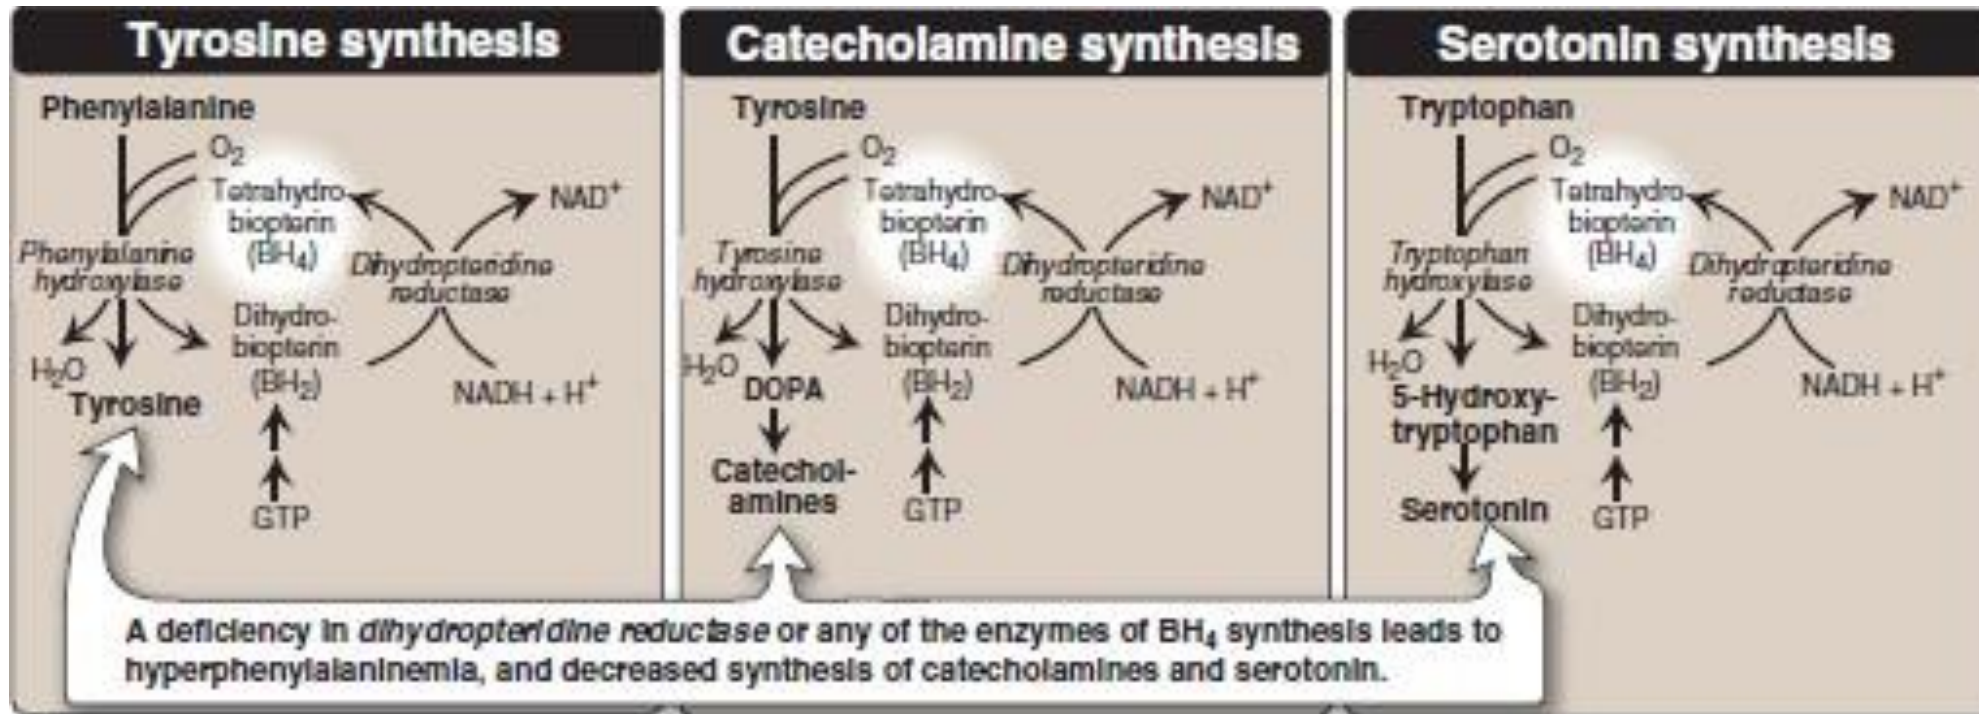 Tyrosine synthesis
Phenylalanine
O₂
Tetrahydro-
biopterin
(BH₄)
NAD⁺
Phenylalanine
hydroxylase
Dihydropteridine
reductase
H₂O
Tyrosine
Dihydro-
biopterin
(BH₂)
NADH + H⁺
GTP
Catecholamine synthesis
Tyrosine
O₂
Tetrahydro-
biopterin
(BH₄)
NAD⁺
Tyrosine
hydroxylase
Dihydropteridine
reductase
H₂O
DOPA
Catechol-
amines
Dihydro-
biopterin
(BH₂)
NADH + H⁺
GTP
Serotonin synthesis
Tryptophan
O₂
Tetrahydro-
biopterin
(BH₄)
NAD⁺
Tryptophan
hydroxylase
Dihydropteridine
reductase
H₂O
5-Hydroxy-
tryptophan
Serotonin
Dihydro-
biopterin
(BH₂)
NADH + H⁺
GTP
A deficiency in dihydropteridine reductase or any of the enzymes of BH₄ synthesis leads to
hyperphenylalaninemia, and decreased synthesis of catecholamines and serotonin.